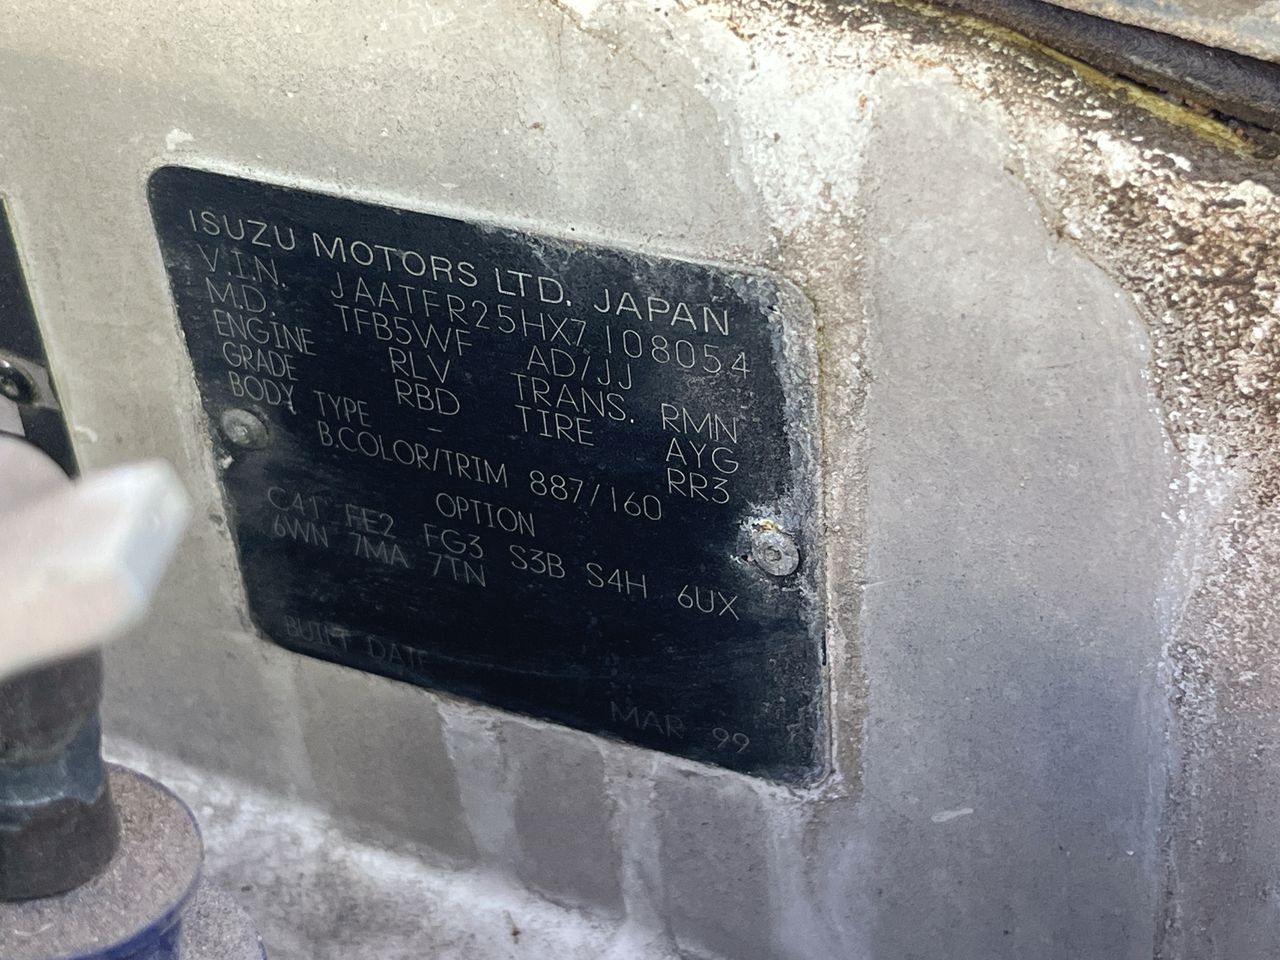 ISUZU MOTORS LTD. JAPAN
V.I.N. JAATFR25HX7108054
M.D. TFB5WF AD/JJ
ENGINE RLV TRANS. RMN
GRADE RBD TIRE AYG
BODY TYPE - RR3
B.COLOR/TRIM 887/160
OPTION
C41 FE2 FG3 S3B S4H 6UX
6WN 7MA 7TN
BUILT DATE
MAR 99